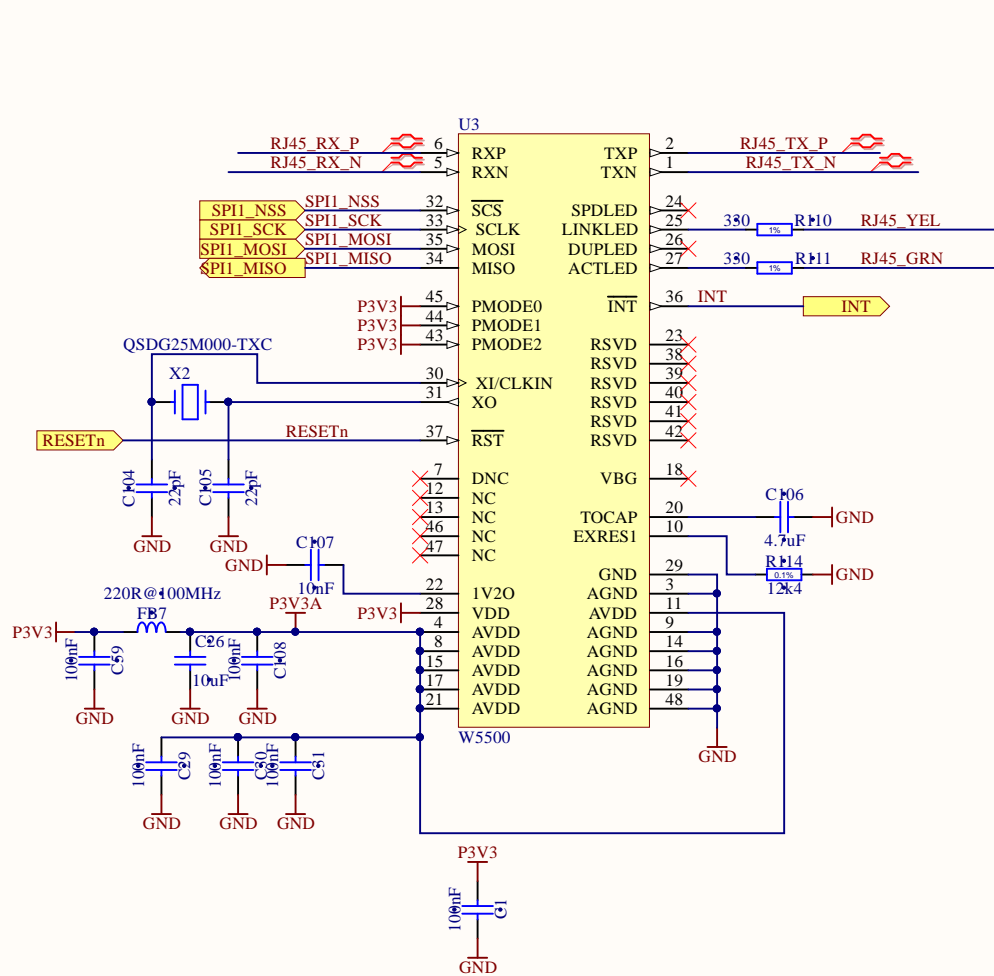 U3
RJ45_RX_P 6 RXP TXP 2 RJ45_TX_P
RJ45_RX_N 5 RXN TXN 1 RJ45_TX_N
SPI1_NSS SPI1_NSS 32 SCS SPDLED 24
SPI1_SCK SPI1_SCK 33 SCLK LINKLED 25 330 1% R110 RJ45_YEL
SPI1_MOSI SPI1_MOSI 35 MOSI DUPLED 26
SPI1_MISO SPI1_MISO 34 MISO ACTLED 27 330 1% R111 RJ45_GRN
P3V3 45 PMODE0 INT 36 INT INT
P3V3 44 PMODE1
P3V3 43 PMODE2 RSVD 23
QSDG25M000-TXC
RSVD 38
X2 30 XI/CLKIN RSVD 39
31 XO RSVD 40
RSVD 41
RESETn RESETn 37 RST RSVD 42
7 DNC VBG 18
C104 22pF C105 22pF
12 NC C106
13 NC TOCAP 20 GND
46 NC EXRES1 10 4.7uF
GND GND
47 NC
C107 R114
GND 10nF GND 29 0.1% GND
12k4
22 1V2O AGND 3
220R@100MHz P3V3A
P3V3 28 VDD AVDD 11
FB7
P3V3 4 AVDD AGND 9
100nF C59 C26 10uF 100nF C108
8 AVDD AGND 14
15 AVDD AGND 16
17 AVDD AGND 19
21 AVDD AGND 48
GND GND GND
W5500
GND
100nF C29 100nF C30 100nF C31
GND GND GND
P3V3
100nF C1
GND